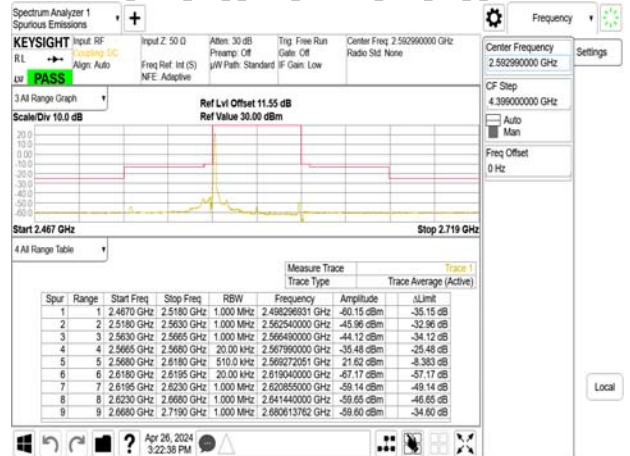 Spectrum Analyzer 1
Spurious Emissions
Frequency
KEYSIGHT Input: RF Input Z: 50 Ω Atten: 30 dB Trig: Free Run Center Freq: 2.592990000 GHz
RL Coupling: DC Preamp: Off Gate: Off Radio Std: None
Align: Auto Freq Ref: Int (S) µW Path: Standard IF Gain: Low
NFE: Adaptive
LXI PASS
Center Frequency
2.592990000 GHz
Settings
CF Step
4.399000000 GHz
Auto
Man
Freq Offset
0 Hz
3 All Range Graph
Ref Lvl Offset 11.55 dB
Scale/Div 10.0 dB Ref Value 30.00 dBm
20.0
10.0
0.00
-10.0
-20.0
-30.0
-40.0
-50.0
-60.0
Start 2.467 GHz Stop 2.719 GHz
4 All Range Table
Measure Trace Trace 1
Trace Type Trace Average (Active)
Spur Range Start Freq Stop Freq RBW Frequency Amplitude ΔLimit
1 1 2.4670 GHz 2.5180 GHz 1.000 MHz 2.498296931 GHz -60.15 dBm -35.15 dB
2 2 2.5180 GHz 2.5630 GHz 1.000 MHz 2.562540000 GHz -45.96 dBm -32.96 dB
3 3 2.5630 GHz 2.5665 GHz 1.000 MHz 2.566490000 GHz -44.12 dBm -34.12 dB
4 4 2.5665 GHz 2.5680 GHz 20.00 kHz 2.567990000 GHz -35.48 dBm -25.48 dB
5 5 2.5680 GHz 2.6180 GHz 510.0 kHz 2.569272051 GHz 21.62 dBm -8.383 dB
6 6 2.6180 GHz 2.6195 GHz 20.00 kHz 2.619040000 GHz -67.17 dBm -57.17 dB
7 7 2.6195 GHz 2.6230 GHz 1.000 MHz 2.620855000 GHz -59.14 dBm -49.14 dB
8 8 2.6230 GHz 2.6680 GHz 1.000 MHz 2.641440000 GHz -59.65 dBm -46.65 dB
9 9 2.6680 GHz 2.7190 GHz 1.000 MHz 2.680613762 GHz -59.60 dBm -34.60 dB
Local
Apr 26, 2024
3:22:38 PM